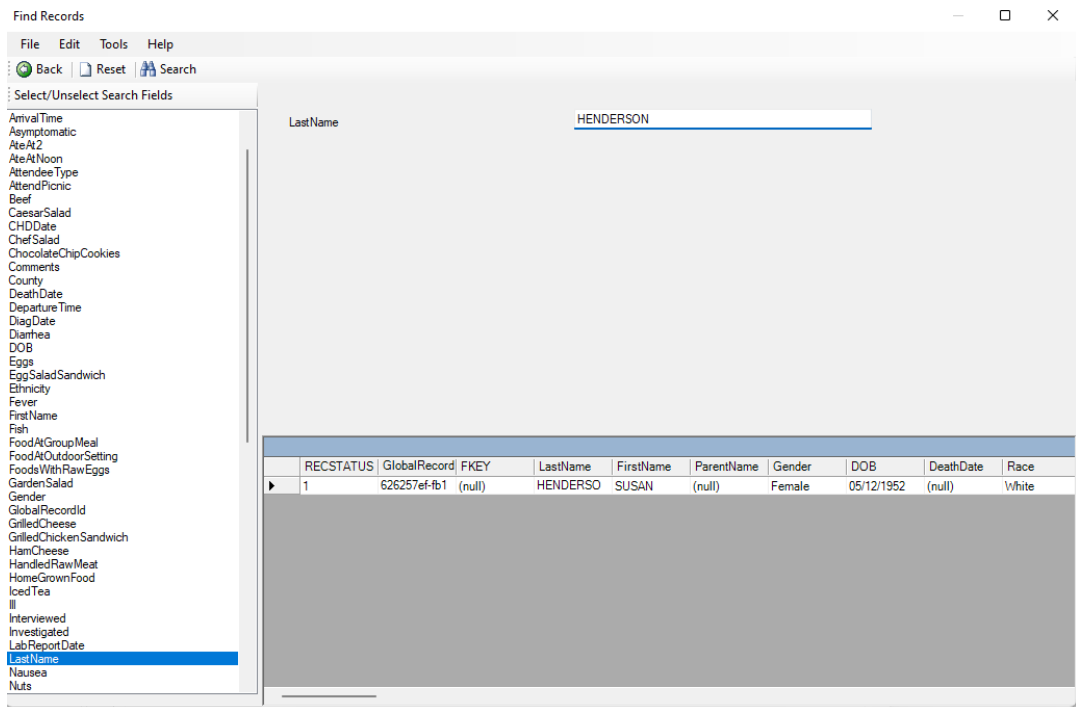 Find Records
File Edit Tools Help
Back Reset Search
Select/Unselect Search Fields
ArrivalTime
Asymptomatic
AteAt2
AteAtNoon
AttendeeType
AttendPicnic
Beef
CaesarSalad
CHDDate
ChefSalad
ChocolateChipCookies
Comments
County
DeathDate
DepartureTime
DiagDate
Diarrhea
DOB
Eggs
EggSaladSandwich
Ethnicity
Fever
FirstName
Fish
FoodAtGroupMeal
FoodAtOutdoorSetting
FoodsWithRawEggs
GardenSalad
Gender
GlobalRecordId
GrilledCheese
GrilledChickenSandwich
HamCheese
HandledRawMeat
HomeGrownFood
IcedTea
Ill
Interviewed
Investigated
LabReportDate
LastName
Nausea
Nuts
LastName HENDERSON
RECSTATUS GlobalRecord FKEY LastName FirstName ParentName Gender DOB DeathDate Race
1 626257ef-fb1 (null) HENDERSO SUSAN (null) Female 05/12/1952 (null) White